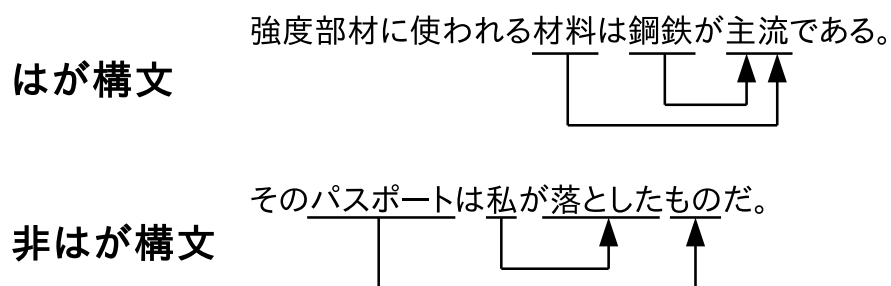 強度部材に使われる材料は鋼鉄が主流である。
はが構文
そのパスポートは私が落としたものだ。
非はが構文